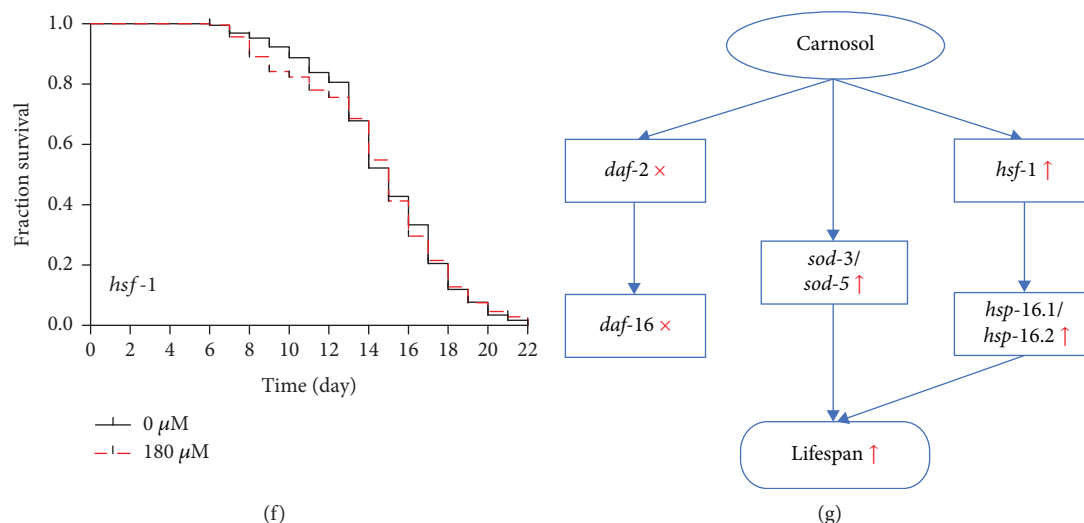 1.0
0.8
0.6
0.4
0.2
0.0
Fraction survival
hsf-1
0 2 4 6 8 10 12 14 16 18 20 22
Time (day)
0 μM
180 μM
(f)
Carnosol
daf-2 ×
hsf-1 ↑
sod-3/
sod-5 ↑
daf-16 ×
hsp-16.1/
hsp-16.2 ↑
Lifespan ↑
(g)